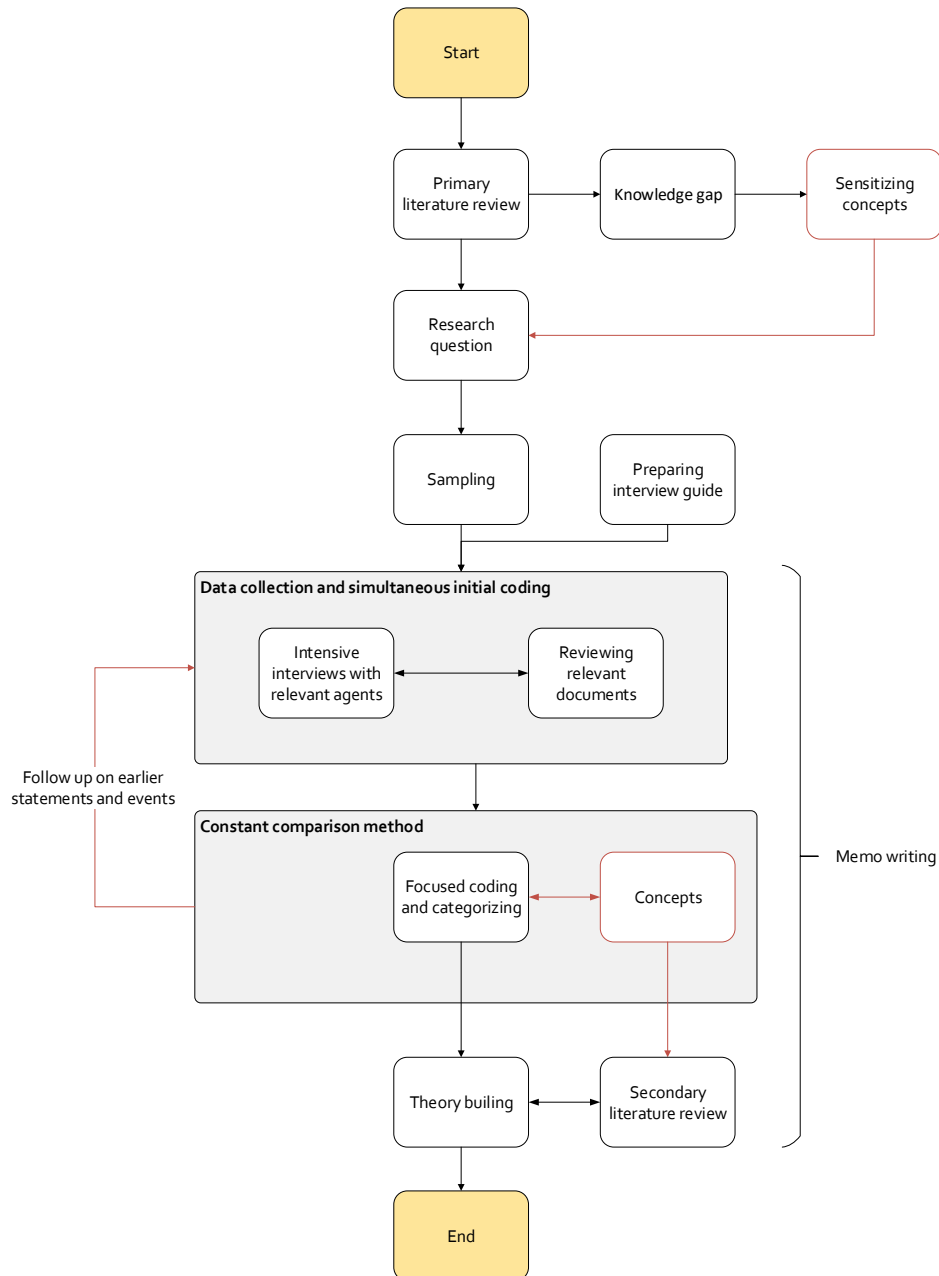 Start
Primary
literature review
Knowledge gap
Sensitizing
concepts
Research
question
Sampling
Preparing
interview guide
Data collection and simultaneous initial coding
Intensive
interviews with
relevant agents
Reviewing
relevant
documents
Follow up on earlier
statements and events
Constant comparison method
Focused coding
and categorizing
Concepts
Memo writing
Theory builing
Secondary
literature review
End